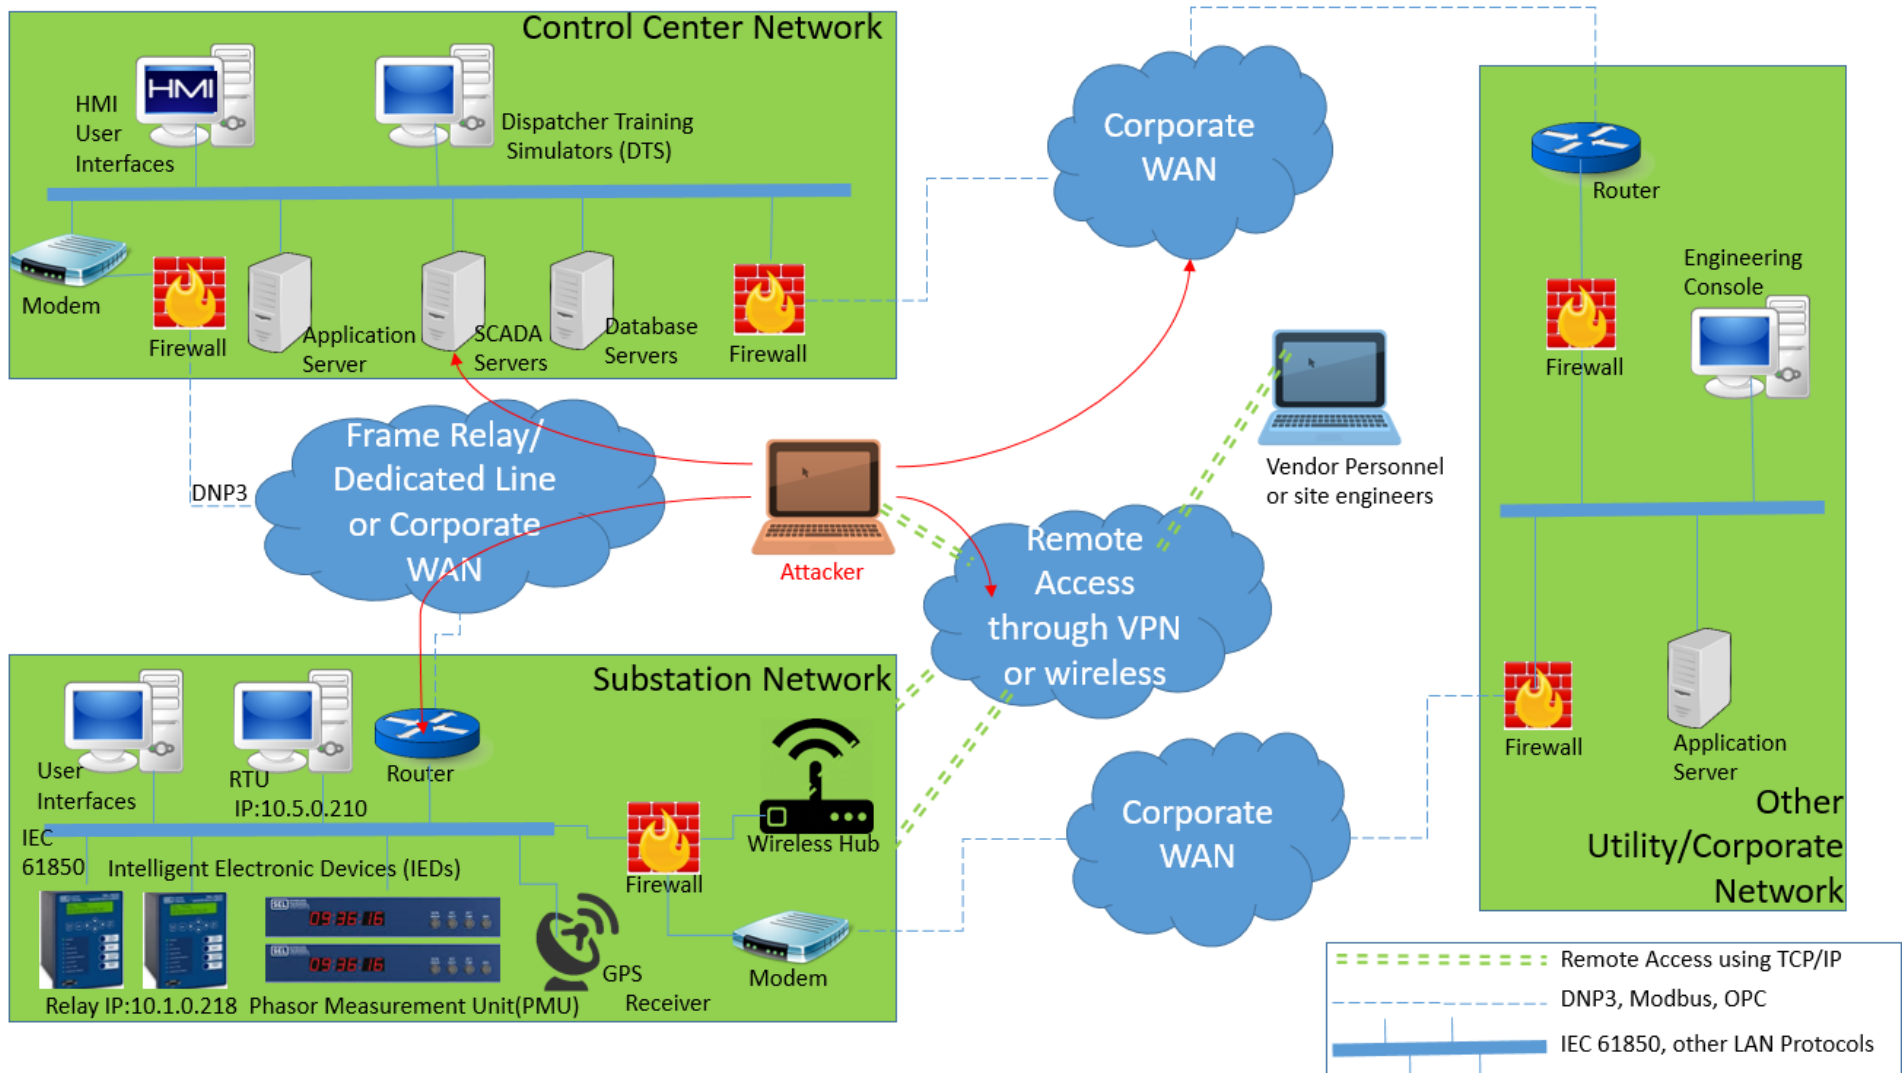 Control Center Network
HMI
HMI
User
Interfaces
Dispatcher Training
Simulators (DTS)
Modem
Firewall
Application
Server
SCADA
Servers
Database
Servers
Firewall
Corporate
WAN
Router
Engineering
Console
Firewall
Frame Relay/
Dedicated Line
or Corporate
WAN
DNP3
Attacker
Vendor Personnel
or site engineers
Remote
Access
through VPN
or wireless
Substation Network
User
Interfaces
RTU
IP:10.5.0.210
Router
IEC
61850
Intelligent Electronic Devices (IEDs)
Firewall
Wireless Hub
SEL
09:36:16
SEL
09:36:16
Relay IP:10.1.0.218
Phasor Measurement Unit(PMU)
GPS
Receiver
Modem
Corporate
WAN
Firewall
Application
Server
Other
Utility/Corporate
Network
Remote Access using TCP/IP
DNP3, Modbus, OPC
IEC 61850, other LAN Protocols